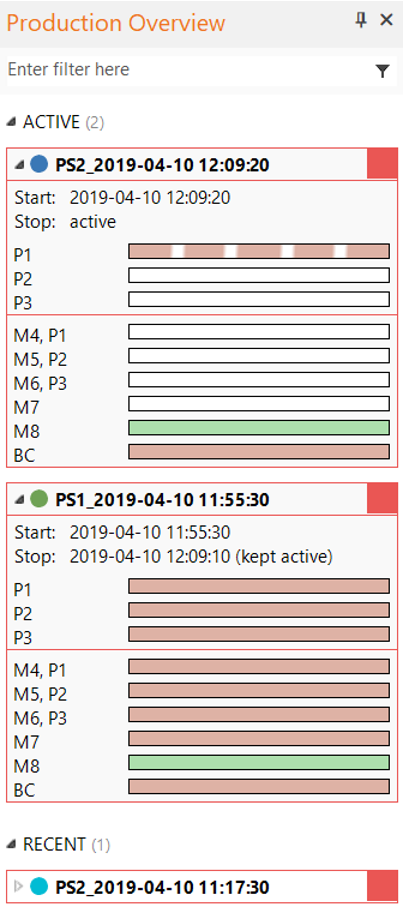 Production Overview
Enter filter here
ACTIVE (2)
PS2_2019-04-10 12:09:20
Start: 2019-04-10 12:09:20
Stop: active
P1
P2
P3
M4, P1
M5, P2
M6, P3
M7
M8
BC
PS1_2019-04-10 11:55:30
Start: 2019-04-10 11:55:30
Stop: 2019-04-10 12:09:10 (kept active)
P1
P2
P3
M4, P1
M5, P2
M6, P3
M7
M8
BC
RECENT (1)
PS2_2019-04-10 11:17:30